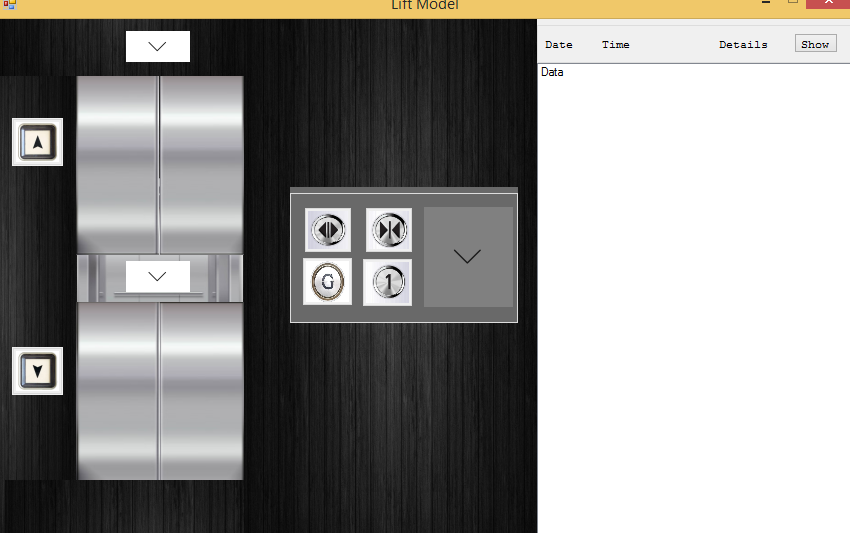 Lift Model
Date Time Details Show
Data
G 1